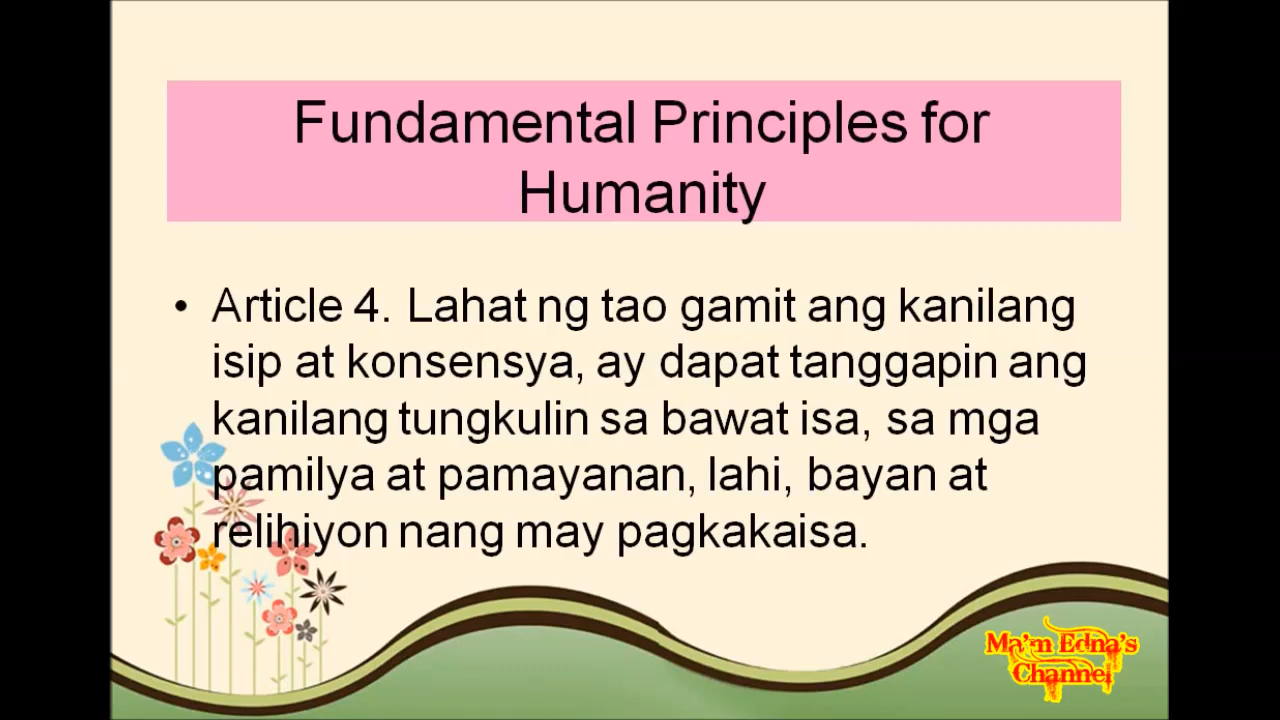 Fundamental Principles for
Humanity
• Article 4. Lahat ng tao gamit ang kanilang
isip at konsensya, ay dapat tanggapin ang
kanilang tungkulin sa bawat isa, sa mga
pamilya at pamayanan, lahi, bayan at
relihiyon nang may pagkakaisa.
Ma'm Edna's
Channel